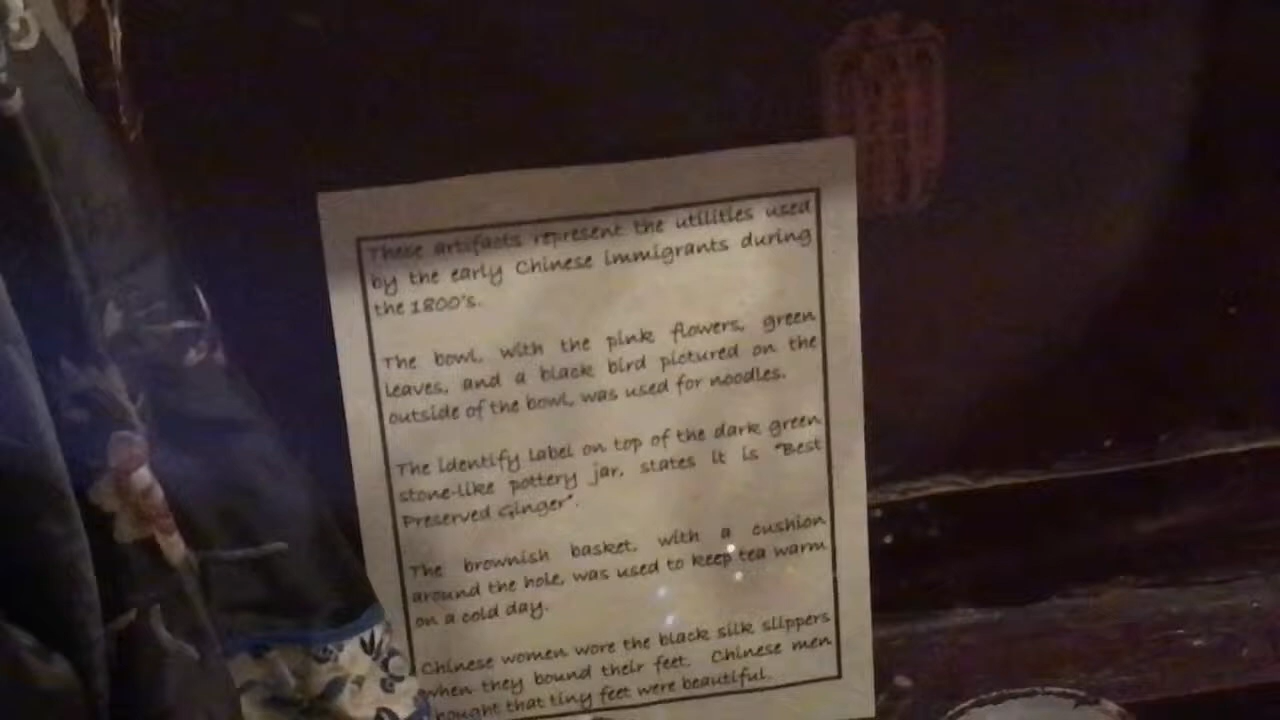 These artifacts represent the utilities used
by the early Chinese immigrants during
the 1800's.
The bowl, with the pink flowers, green
leaves, and a black bird pictured on the
outside of the bowl, was used for noodles.
The identify label on top of the dark green
stone-like pottery jar, states it is "Best
Preserved Ginger".
The brownish basket, with a cushion
around the hole, was used to keep tea warm
on a cold day.
Chinese women wore the black silk slippers
when they bound their feet. Chinese men
thought that tiny feet were beautiful.